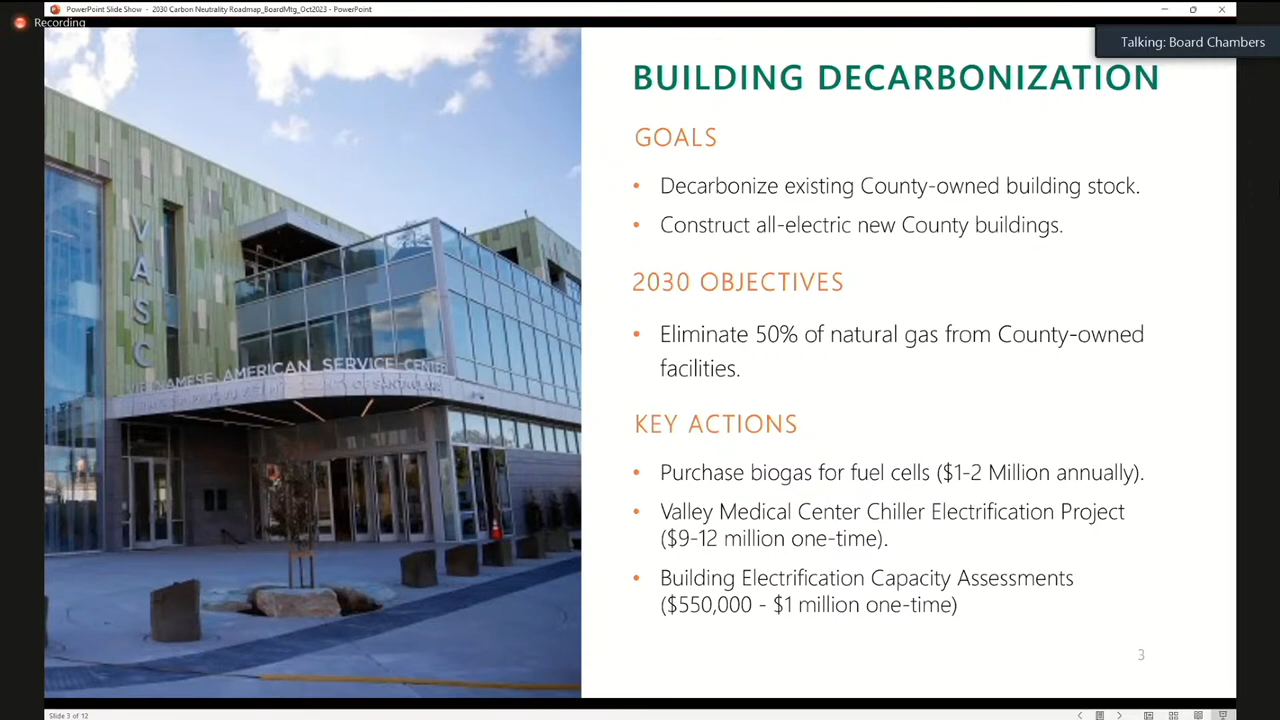 PowerPoint Slide Show - 2030 Carbon Neutrality Roadmap_BoardMtg_Oct2023 - PowerPoint
Recording
Talking: Board Chambers
VASC
VIETNAMESE AMERICAN SERVICE CENTER
BUILDING DECARBONIZATION
GOALS
• Decarbonize existing County-owned building stock.
• Construct all-electric new County buildings.
2030 OBJECTIVES
• Eliminate 50% of natural gas from County-owned
facilities.
KEY ACTIONS
• Purchase biogas for fuel cells ($1-2 Million annually).
• Valley Medical Center Chiller Electrification Project
($9-12 million one-time).
• Building Electrification Capacity Assessments
($550,000 - $1 million one-time)
3
Slide 3 of 12